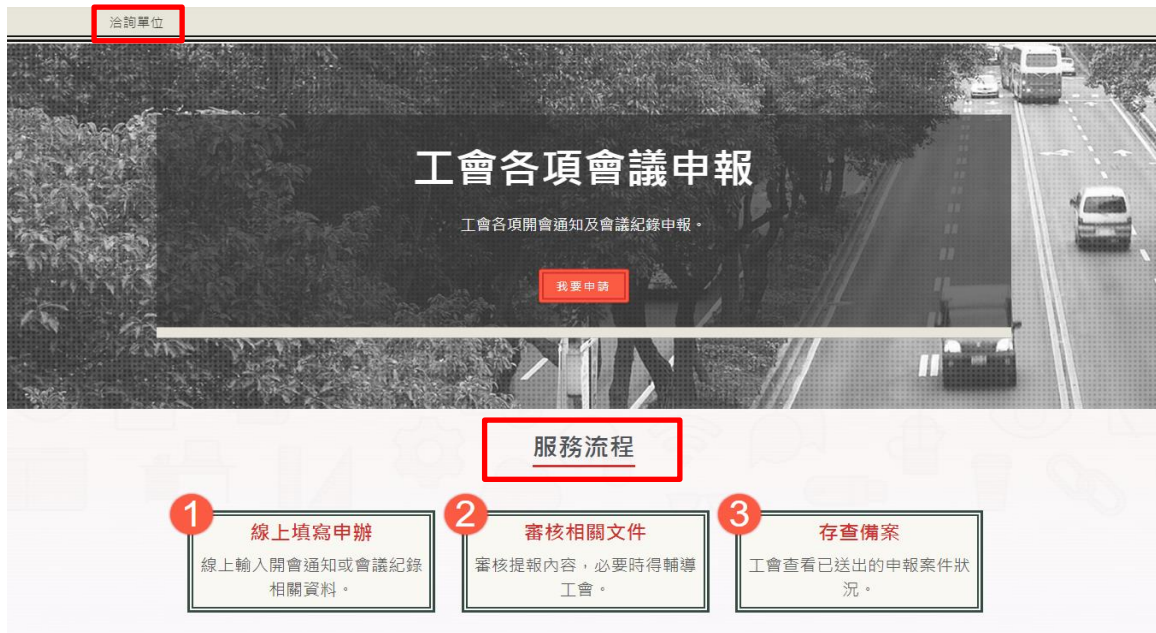 洽詢單位
工會各項會議申報
工會各項開會通知及會議紀錄申報。
我要申請
服務流程
1
線上填寫申辦
線上輸入開會通知或會議紀錄
相關資料。
2
審核相關文件
審核提報內容，必要時得輔導
工會。
3
存查備案
工會查看已送出的申報案件狀
況。